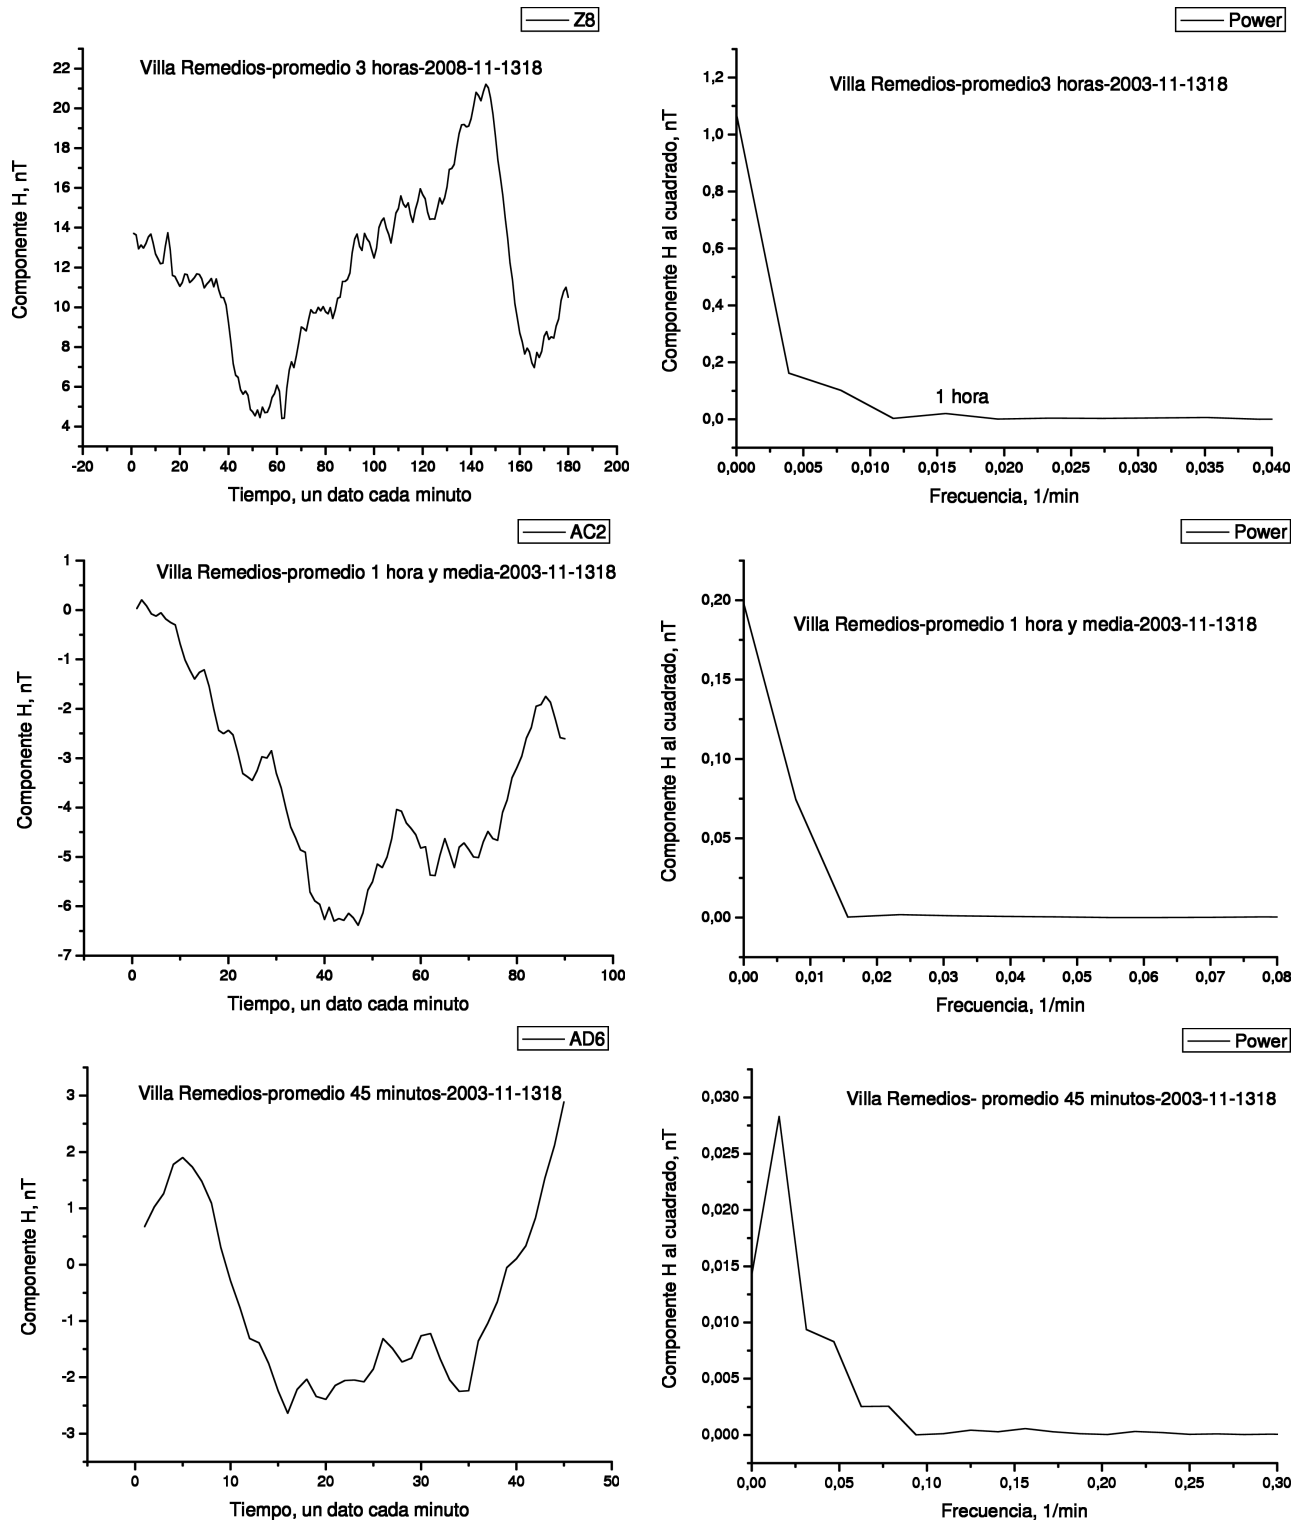 Z8
Villa Remedios-promedio 3 horas-2008-11-1318
Componente H, nT
22
20
18
16
14
12
10
8
6
4
-20 0 20 40 60 80 100 120 140 160 180 200
Tiempo, un dato cada minuto
Power
Villa Remedios-promedio3 horas-2003-11-1318
Componente H al cuadrado, nT
1,2
1,0
0,8
0,6
0,4
0,2
0,0
1 hora
0,000 0,005 0,010 0,015 0,020 0,025 0,030 0,035 0,040
Frecuencia, 1/min
AC2
Villa Remedios-promedio 1 hora y media-2003-11-1318
Componente H, nT
1
0
-1
-2
-3
-4
-5
-6
-7
0 20 40 60 80 100
Tiempo, un dato cada minuto
Power
Villa Remedios-promedio 1 hora y media-2003-11-1318
Componente H al cuadrado, nT
0,20
0,15
0,10
0,05
0,00
0,00 0,01 0,02 0,03 0,04 0,05 0,06 0,07 0,08
Frecuencia, 1/min
AD6
Villa Remedios-promedio 45 minutos-2003-11-1318
Componente H, nT
3
2
1
0
-1
-2
-3
0 10 20 30 40 50
Tiempo, un dato cada minuto
Power
Villa Remedios- promedio 45 minutos-2003-11-1318
Componente H al cuadrado, nT
0,030
0,025
0,020
0,015
0,010
0,005
0,000
0,00 0,05 0,10 0,15 0,20 0,25 0,30
Frecuencia, 1/min